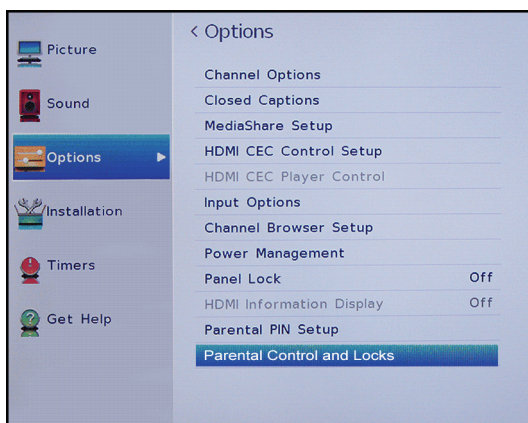 Picture
Sound
Options
Installation
Timers
Get Help
< Options
Channel Options
Closed Captions
MediaShare Setup
HDMI CEC Control Setup
HDMI CEC Player Control
Input Options
Channel Browser Setup
Power Management
Panel Lock Off
HDMI Information Display Off
Parental PIN Setup
Parental Control and Locks